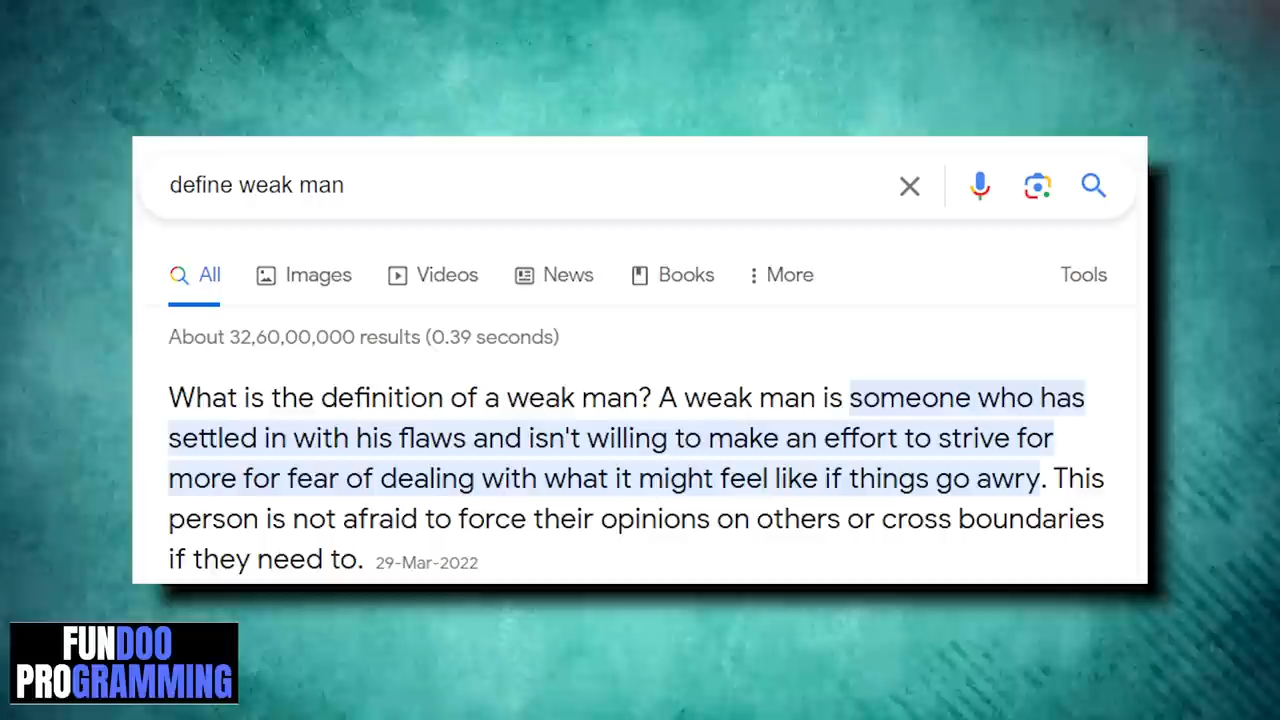 define weak man
All Images Videos News Books More Tools
About 32,60,00,000 results (0.39 seconds)
What is the definition of a weak man? A weak man is someone who has
settled in with his flaws and isn't willing to make an effort to strive for
more for fear of dealing with what it might feel like if things go awry. This
person is not afraid to force their opinions on others or cross boundaries
if they need to. 29-Mar-2022
FUNDOO
PROGRAMMING